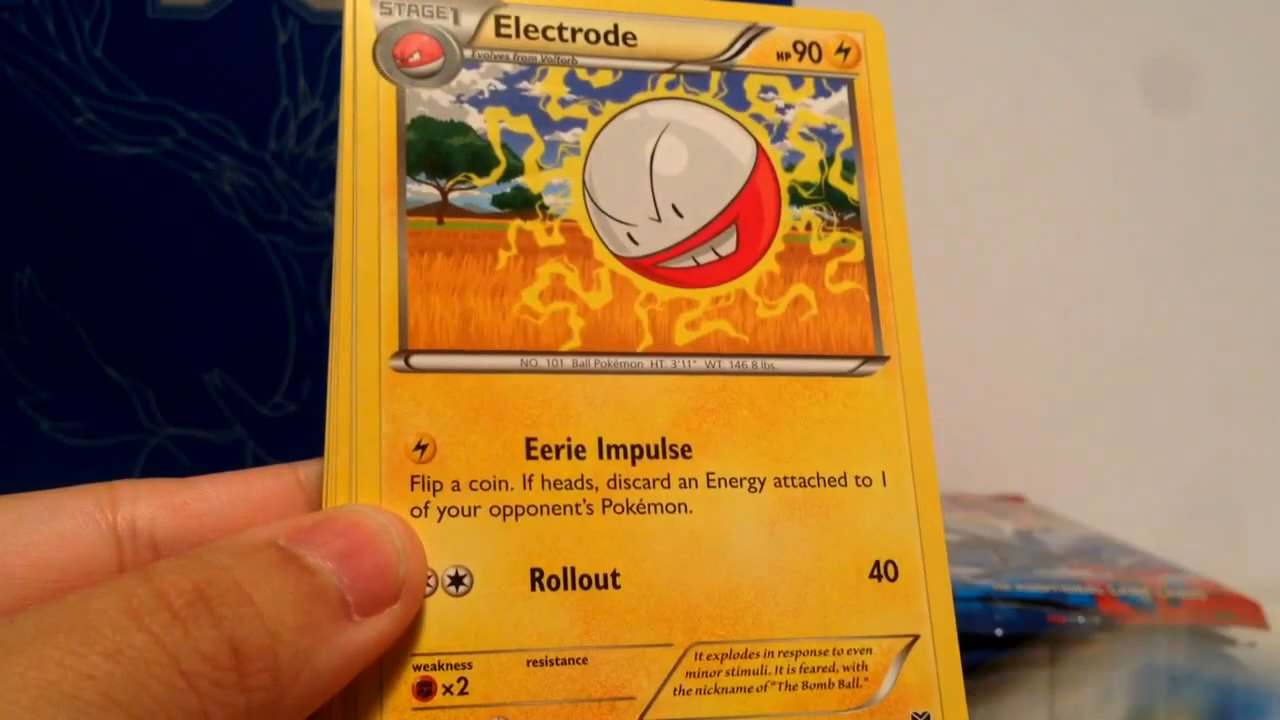 STAGE1
Electrode
HP90
Evolves from Voltorb
NO. 101 Ball Pokémon HT: 3'11" WT: 146.8 lbs.
Eerie Impulse
Flip a coin. If heads, discard an Energy attached to 1
of your opponent's Pokémon.
Rollout 40
weakness
resistance
×2
It explodes in response to even
minor stimuli. It is feared, with
the nickname of "The Bomb Ball."